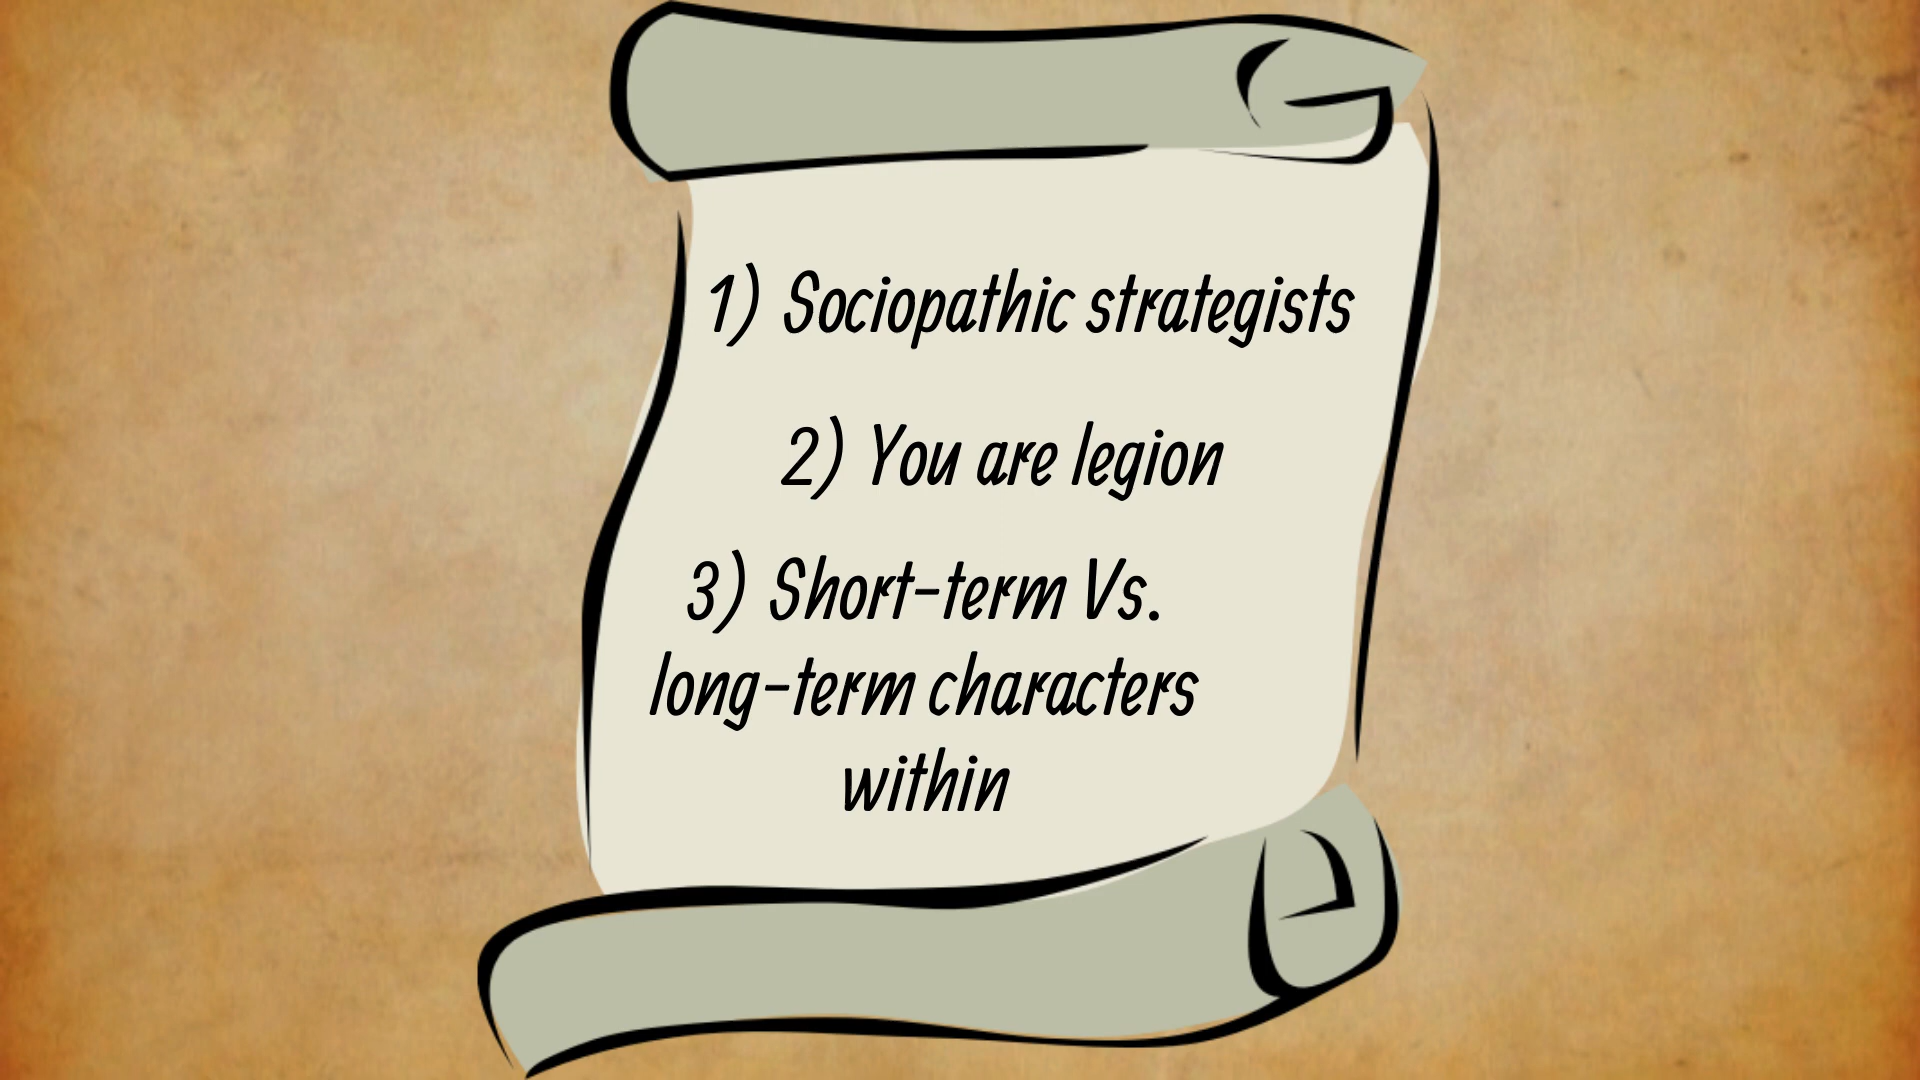 1) Sociopathic strategists
2) You are legion
3) Short-term Vs.
long-term characters
within